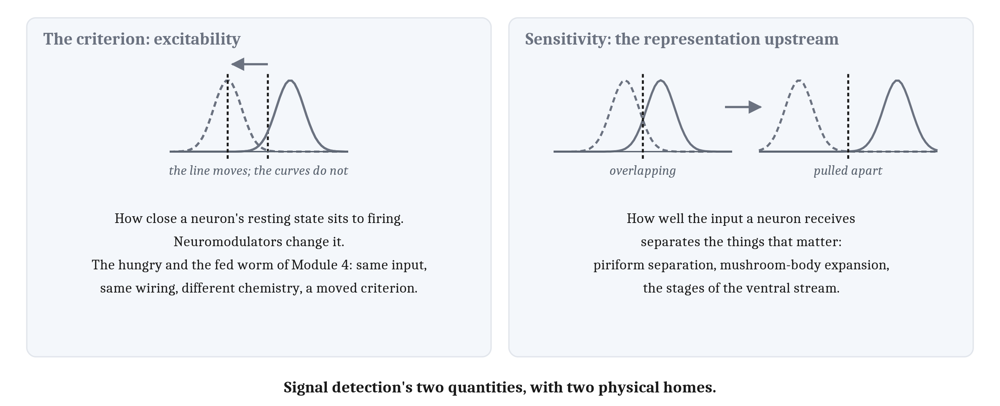 The criterion: excitability
the line moves; the curves do not
How close a neuron's resting state sits to firing.
Neuromodulators change it.
The hungry and the fed worm of Module 4: same input,
same wiring, different chemistry, a moved criterion.
Sensitivity: the representation upstream
overlapping
pulled apart
How well the input a neuron receives
separates the things that matter:
piriform separation, mushroom-body expansion,
the stages of the ventral stream.
Signal detection's two quantities, with two physical homes.